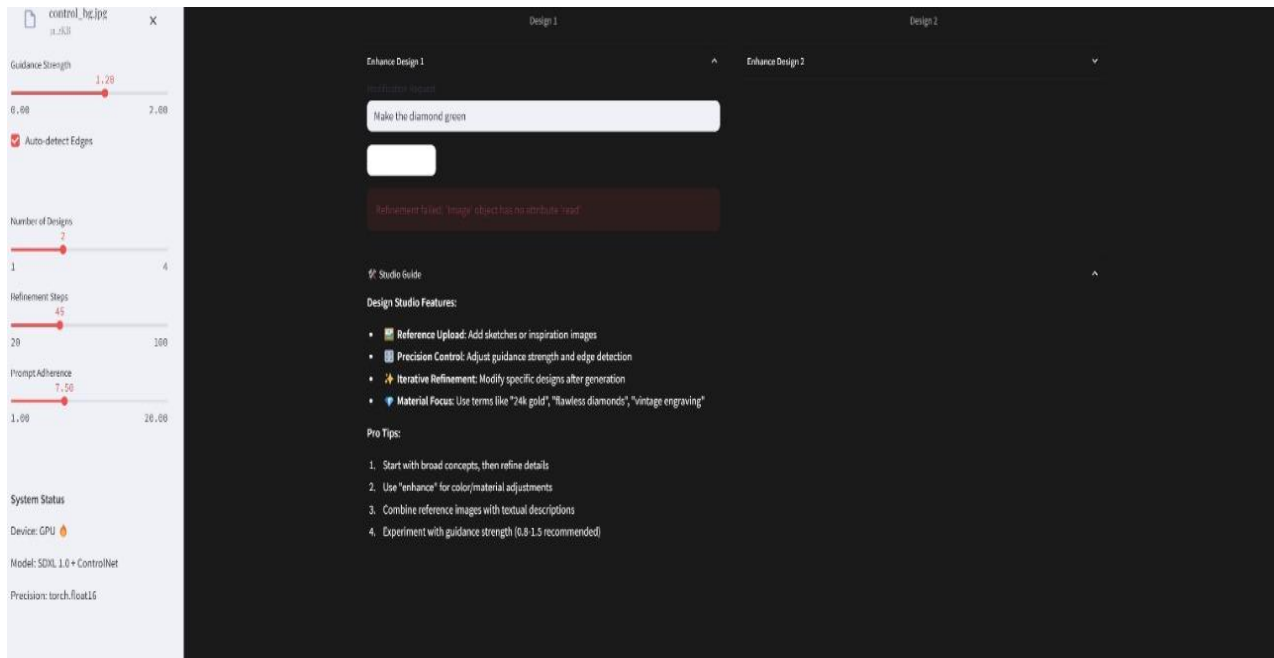 control_bg.jpg
Guidance Strength
1.20
0.00 2.00
Auto-detect Edges
Number of Designs
2
1 4
Refinement Steps
45
20 100
Prompt Adherence
7.50
1.00 20.00
System Status
Device: GPU 🔥
Model: SDXL 1.0 + ControlNet
Precision: torch.float16
Design 1 Design 2
Enhance Design 1
Enhance Design 2
Modification Request
Make the diamond green
Refinement failed: 'Image' object has no attribute 'read'
🛠 Studio Guide
Design Studio Features:
• 🖼 Reference Upload: Add sketches or inspiration images
• 🎛 Precision Control: Adjust guidance strength and edge detection
• ✨ Iterative Refinement: Modify specific designs after generation
• 💎 Material Focus: Use terms like "24k gold", "flawless diamonds", "vintage engraving"
Pro Tips:
1. Start with broad concepts, then refine details
2. Use "enhance" for color/material adjustments
3. Combine reference images with textual descriptions
4. Experiment with guidance strength (0.8-1.5 recommended)